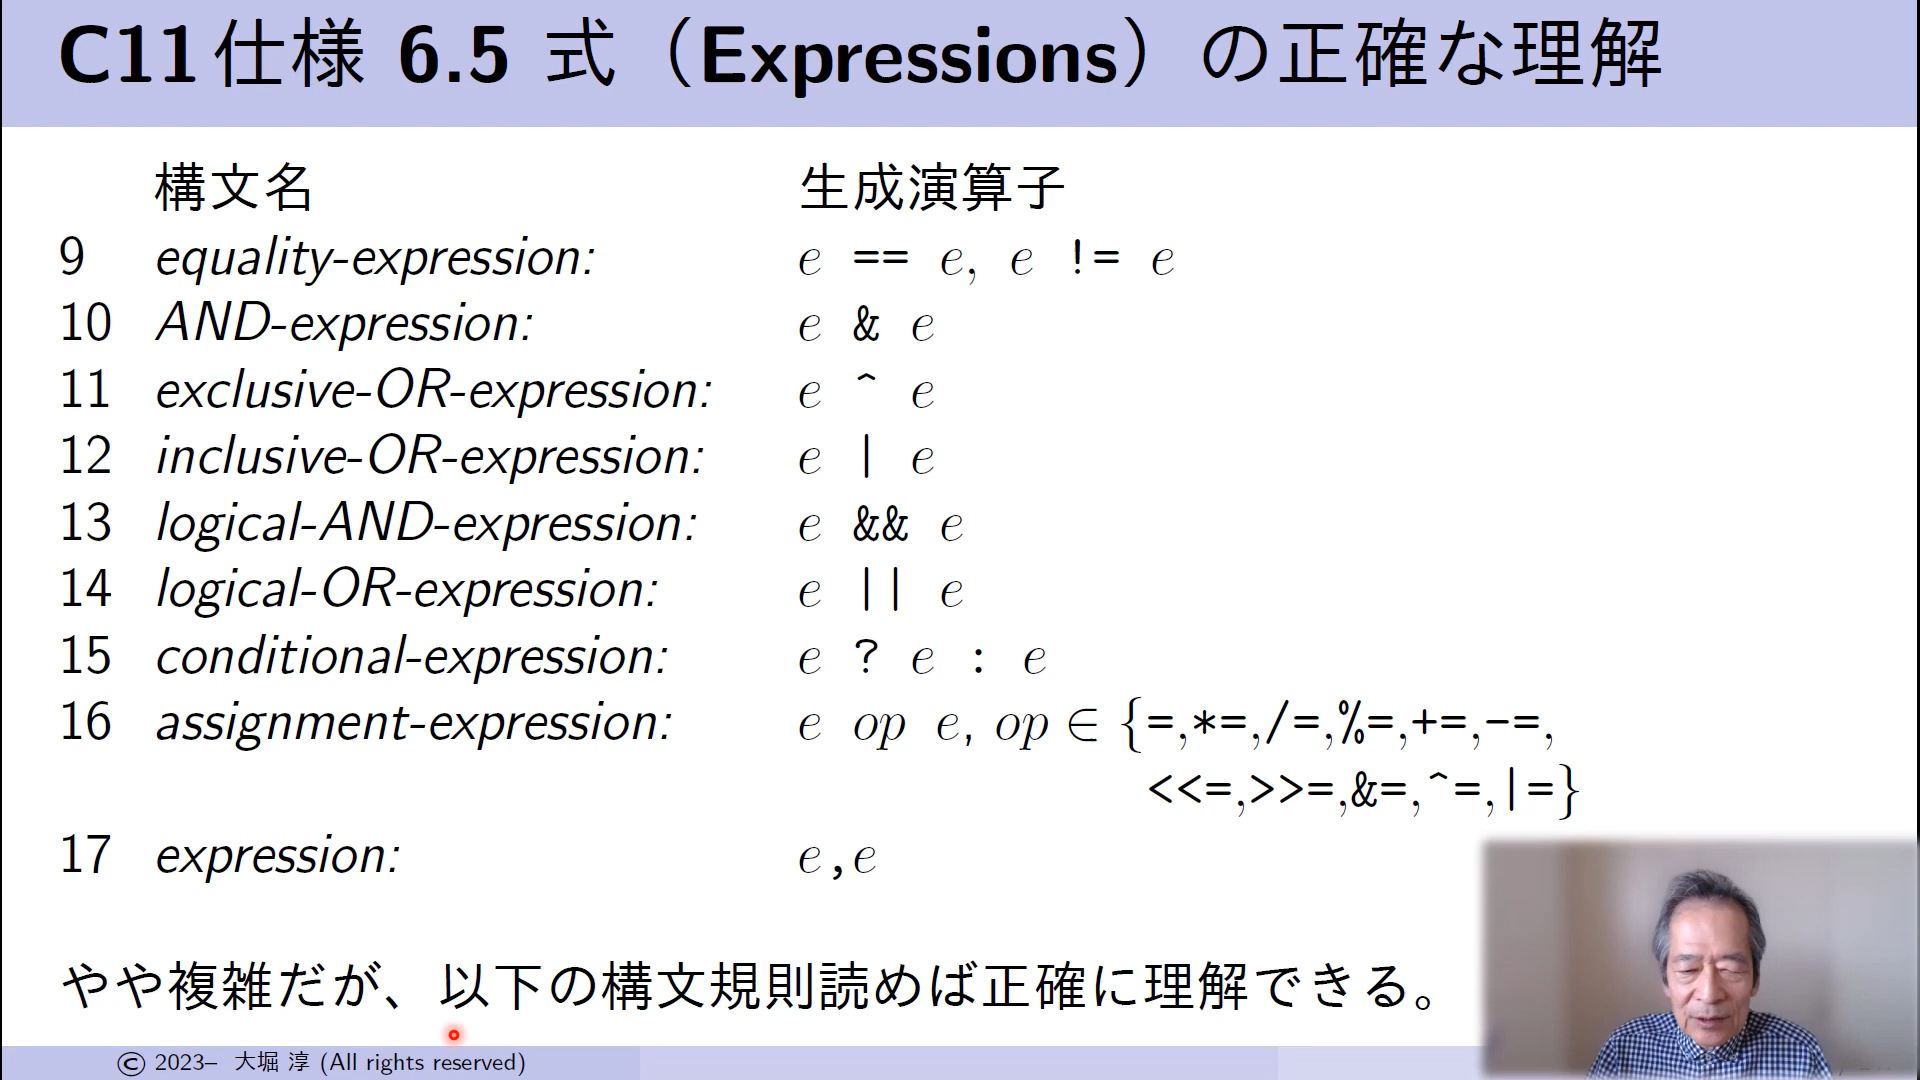 C11仕様 6.5 式（Expressions）の正確な理解
構文名 生成演算子
9 equality-expression: e == e, e != e
10 AND-expression: e & e
11 exclusive-OR-expression: e ^ e
12 inclusive-OR-expression: e | e
13 logical-AND-expression: e && e
14 logical-OR-expression: e || e
15 conditional-expression: e ? e : e
16 assignment-expression: e op e, op ∈ {=,*=,/=,%=,+=,-=,
<<=,>>=,&=,^=,|=}
17 expression: e,e
やや複雑だが、以下の構文規則読めば正確に理解できる。
© 2023– 大堀 淳 (All rights reserved)